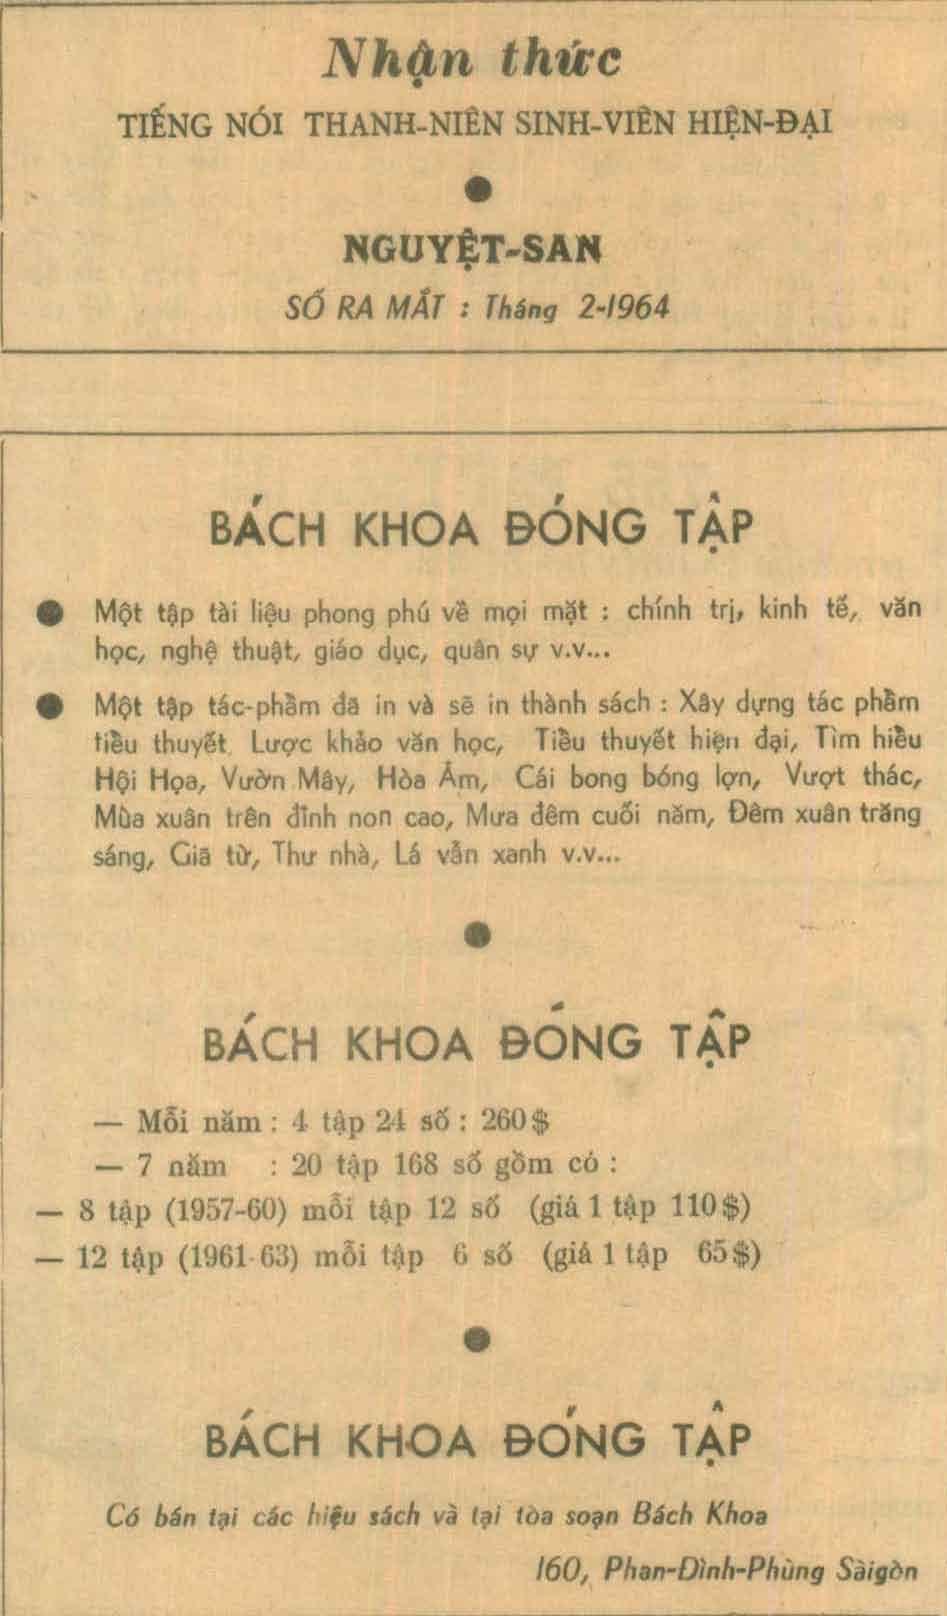 Nhận thức
TIẾNG NÓI THANH-NIÊN SINH-VIÊN HIỆN-ĐẠI
NGUYỆT-SAN
SỐ RA MẮT : Tháng 2-1964
BÁCH KHOA ĐÓNG TẬP
● Một tập tài liệu phong phú về mọi mặt : chính trị, kinh tế, văn
học, nghệ thuật, giáo dục, quân sự v.v...
● Một tập tác-phẩm đã in và sẽ in thành sách : Xây dựng tác phẩm
tiểu thuyết, Lược khảo văn học, Tiểu thuyết hiện đại, Tìm hiểu
Hội Họa, Vườn Mây, Hòa Âm, Cái bong bóng lợn, Vượt thác,
Mùa xuân trên đỉnh non cao, Mưa đêm cuối năm, Đêm xuân trăng
sáng, Giã từ, Thư nhà, Lá vẫn xanh v.v...
BÁCH KHOA ĐÓNG TẬP
— Mỗi năm : 4 tập 24 số : 260$
— 7 năm : 20 tập 168 số gồm có :
— 8 tập (1957-60) mỗi tập 12 số (giá 1 tập 110$)
— 12 tập (1961-63) mỗi tập 6 số (giá 1 tập 65$)
BÁCH KHOA ĐÓNG TẬP
Có bán tại các hiệu sách và tại tòa soạn Bách Khoa
160, Phan-Đình-Phùng Sàigòn